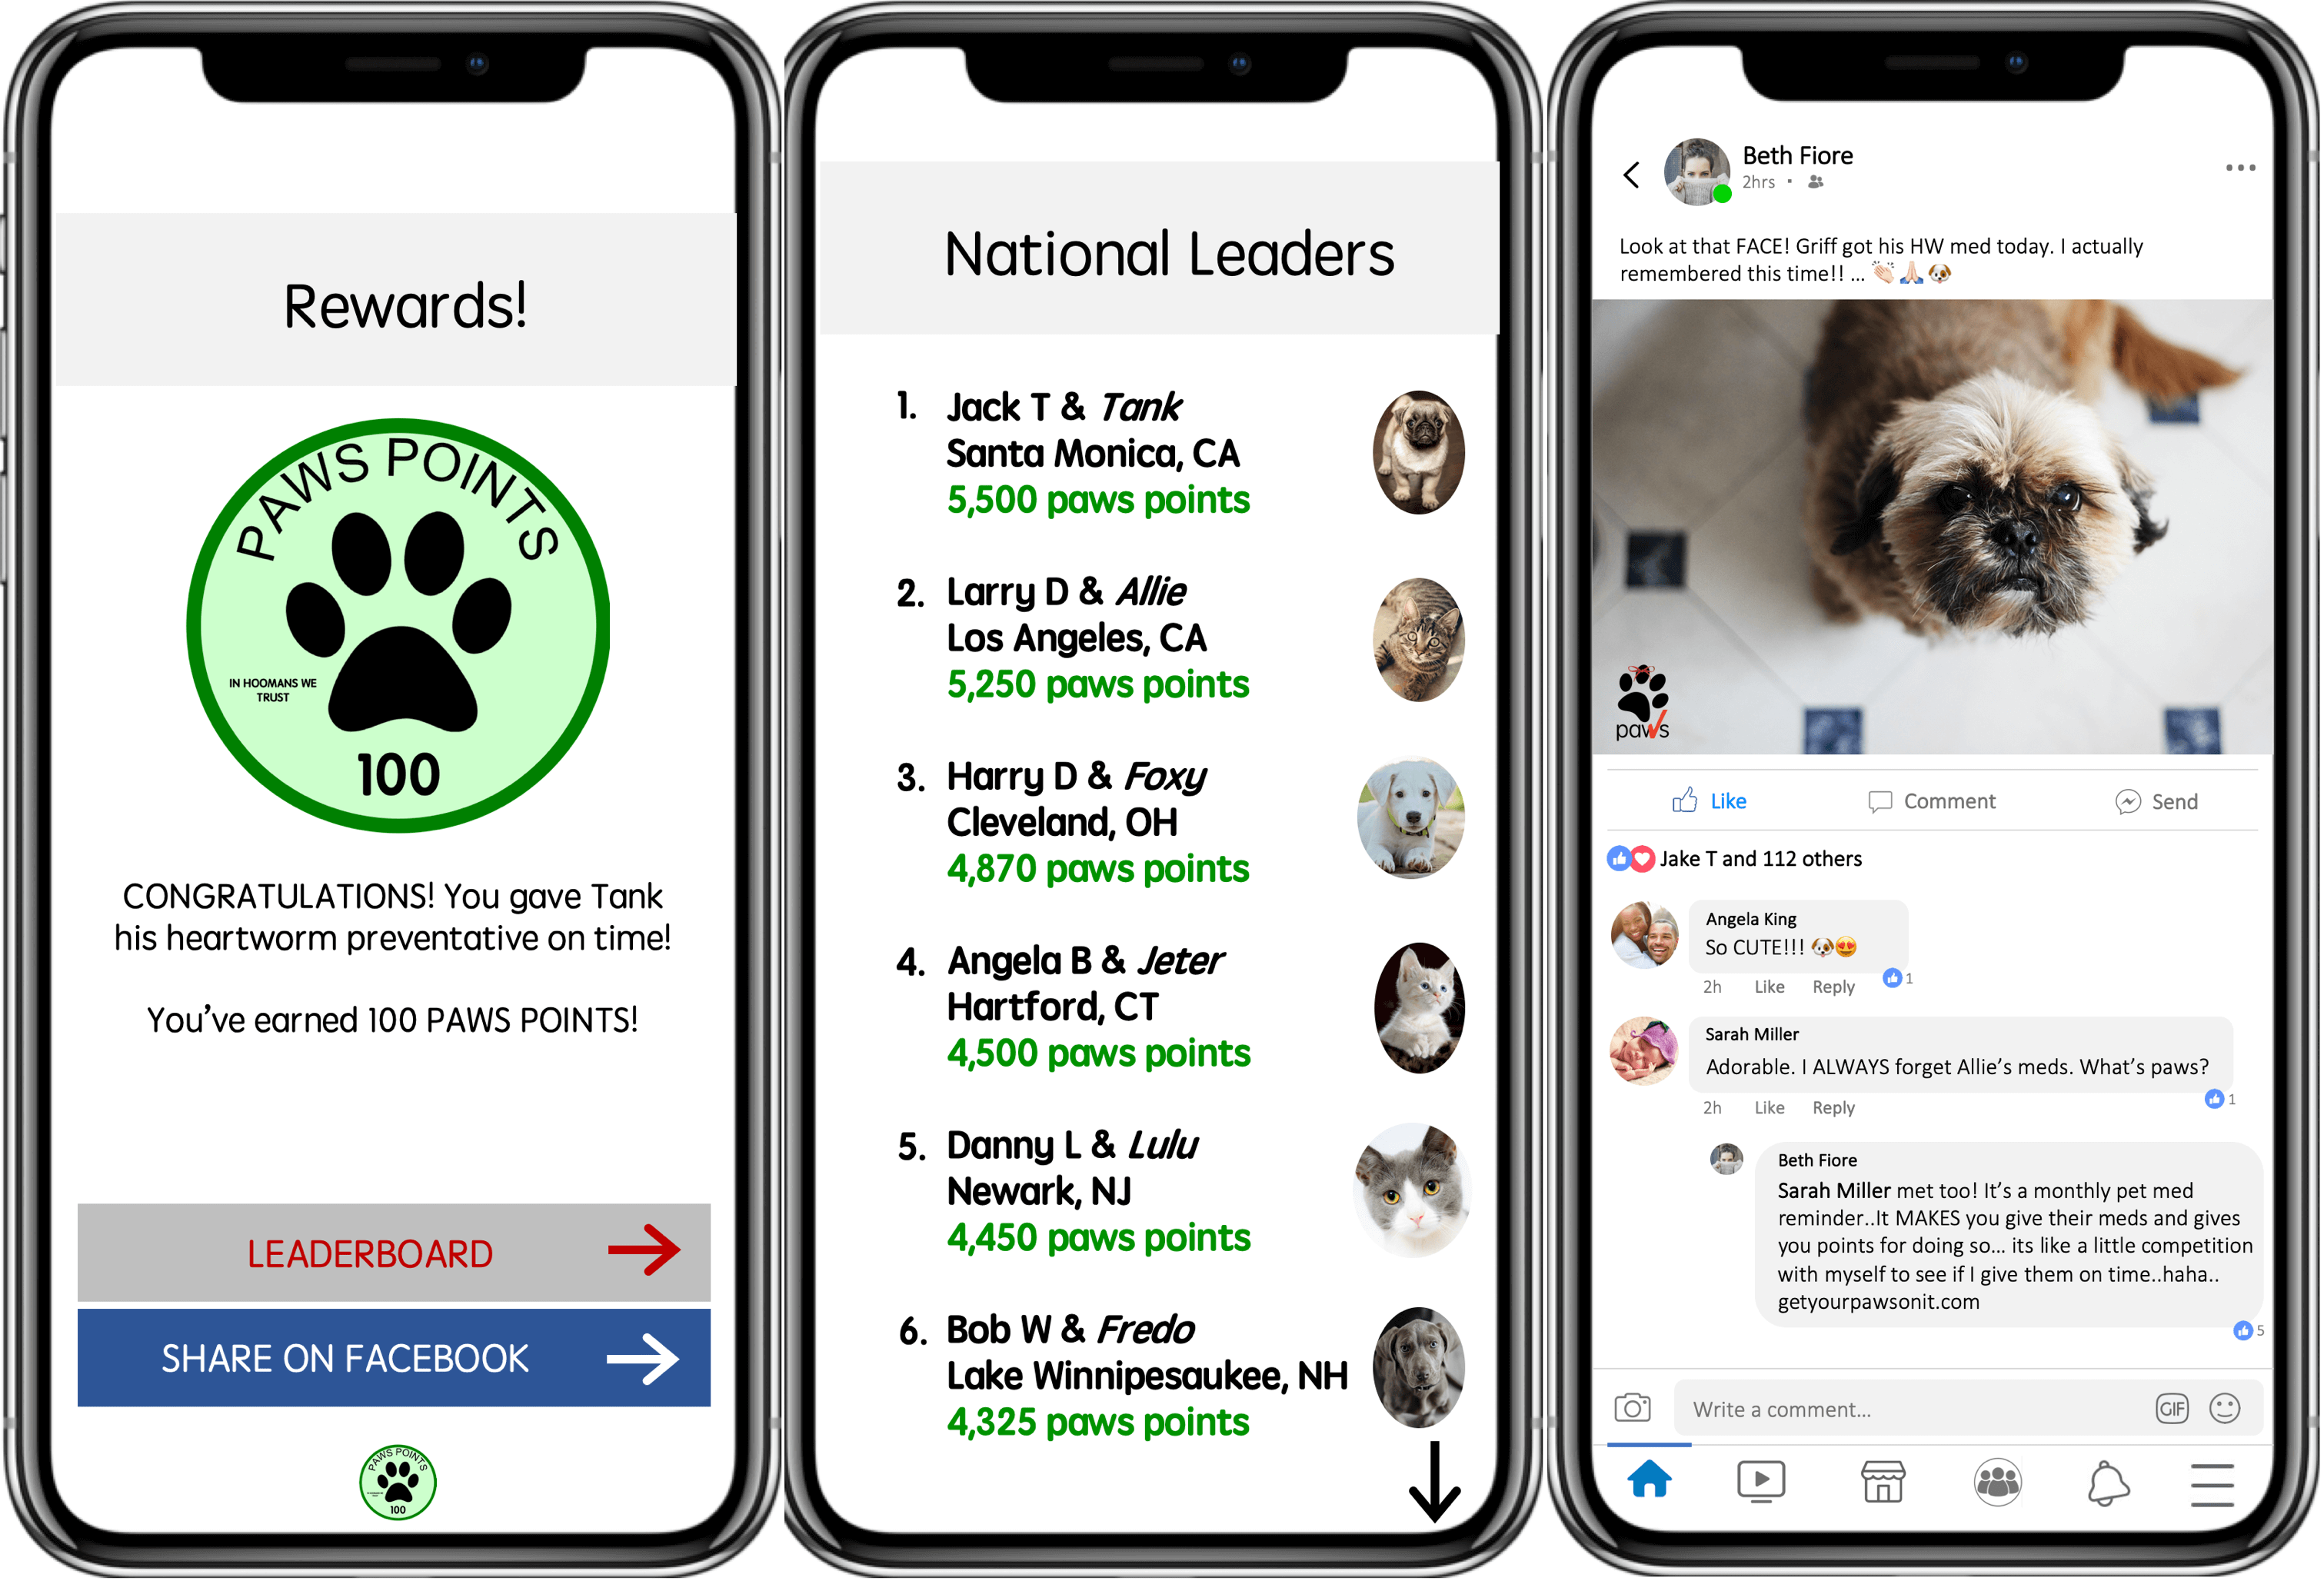 Rewards!
PAWS POINTS
IN HOOMANS WE
TRUST
100
CONGRATULATIONS! You gave Tank
his heartworm preventative on time!
You've earned 100 PAWS POINTS!
LEADERBOARD
SHARE ON FACEBOOK
PAWS POINTS
100
National Leaders
1. Jack T & Tank
Santa Monica, CA
5,500 paws points
2. Larry D & Allie
Los Angeles, CA
5,250 paws points
3. Harry D & Foxy
Cleveland, OH
4,870 paws points
4. Angela B & Jeter
Hartford, CT
4,500 paws points
5. Danny L & Lulu
Newark, NJ
4,450 paws points
6. Bob W & Fredo
Lake Winnipesaukee, NH
4,325 paws points
Beth Fiore
2hrs
Look at that FACE! Griff got his HW med today. I actually
remembered this time!! ... 👏🏻🙏🏻🐶
paws
Like Comment Send
Jake T and 112 others
Angela King
So CUTE!!! 🐶😍
2h Like Reply 1
Sarah Miller
Adorable. I ALWAYS forget Allie's meds. What's paws?
1
2h Like Reply
Beth Fiore
Sarah Miller met too! It's a monthly pet med
reminder..It MAKES you give their meds and gives
you points for doing so... its like a little competition
with myself to see if I give them on time..haha..
getyourpawsonit.com
5
Write a comment... GIF